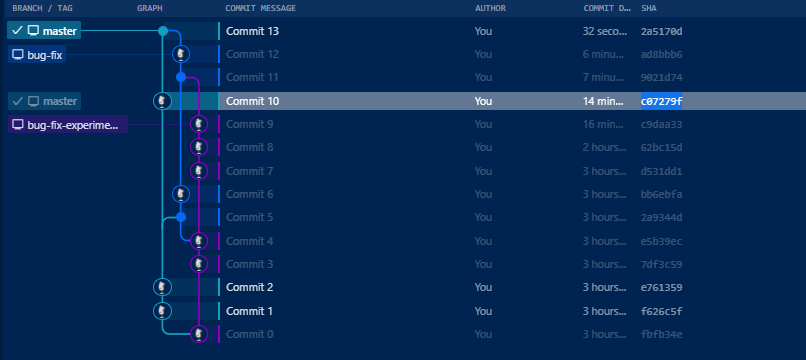 BRANCH / TAG GRAPH COMMIT MESSAGE AUTHOR COMMIT D... SHA
master Commit 13 You 32 seco... 2a5170d
bug-fix Commit 12 You 6 minu... ad8bbb6
Commit 11 You 7 minu... 9021d74
master Commit 10 You 14 min... c07279f
bug-fix-experime... Commit 9 You 16 min... c9daa33
Commit 8 You 2 hours... 62bc15d
Commit 7 You 3 hours... d531dd1
Commit 6 You 3 hours... bb6ebfa
Commit 5 You 3 hours... 2a9344d
Commit 4 You 3 hours... e5b39ec
Commit 3 You 3 hours... 7df3c59
Commit 2 You 3 hours... e761359
Commit 1 You 3 hours... f626c5f
Commit 0 You 3 hours... fbfb34e